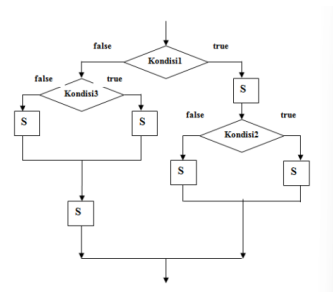 false true
Kondisi1
false true
Kondisi3
S
false true
S S
Kondisi2
S S
S